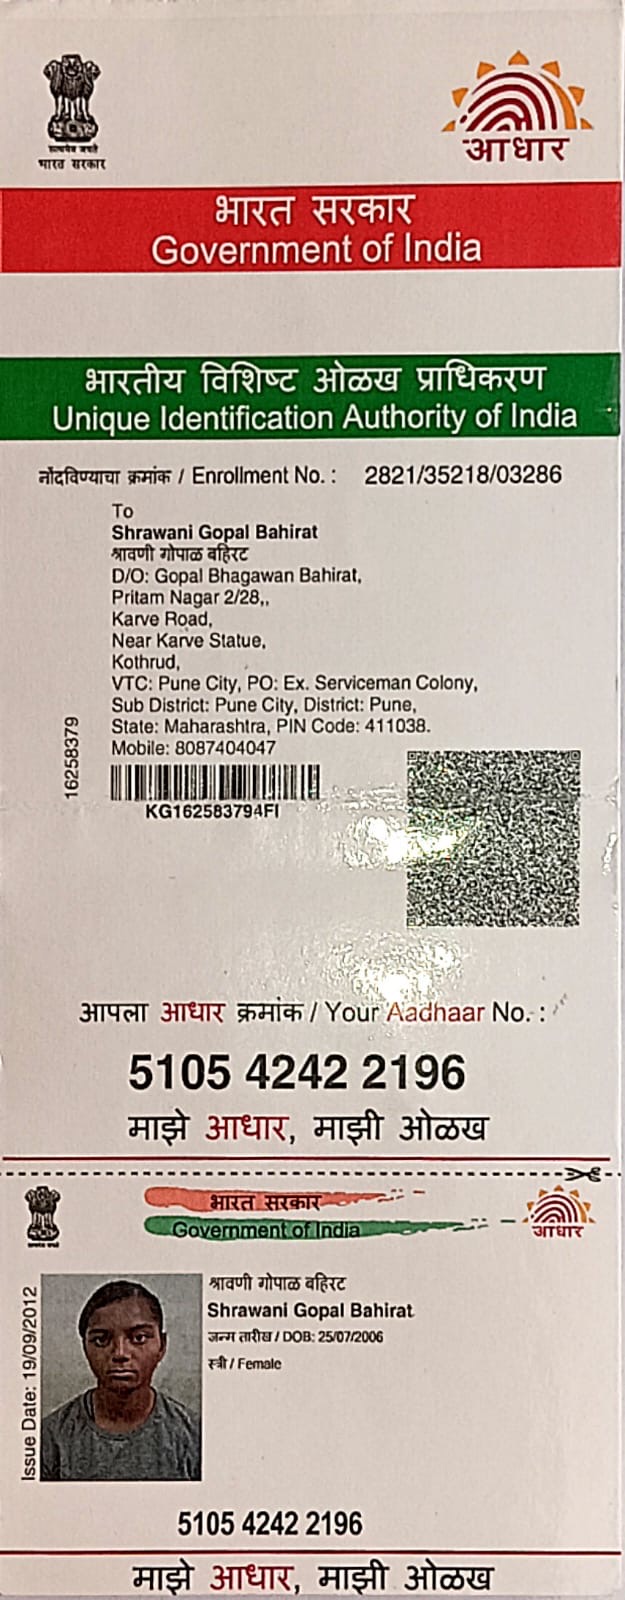 सत्यमेव जयते
भारत सरकार
आधार
भारत सरकार
Government of India
भारतीय विशिष्ट ओळख प्राधिकरण
Unique Identification Authority of India
नोंदविण्याचा क्रमांक / Enrollment No. : 2821/35218/03286
To
Shrawani Gopal Bahirat
श्रावणी गोपाळ बहिरट
D/O: Gopal Bhagawan Bahirat,
Pritam Nagar 2/28,,
Karve Road,
Near Karve Statue,
Kothrud,
VTC: Pune City, PO: Ex. Serviceman Colony,
Sub District: Pune City, District: Pune,
State: Maharashtra, PIN Code: 411038.
Mobile: 8087404047
16258379
KG162583794FI
आपला आधार क्रमांक / Your Aadhaar No. :
5105 4242 2196
माझे आधार, माझी ओळख
भारत सरकार
Government of India
आधार
श्रावणी गोपाळ बहिरट
Shrawani Gopal Bahirat
जन्म तारीख / DOB: 25/07/2006
स्त्री / Female
Issue Date: 19/09/2012
5105 4242 2196
माझे आधार, माझी ओळख